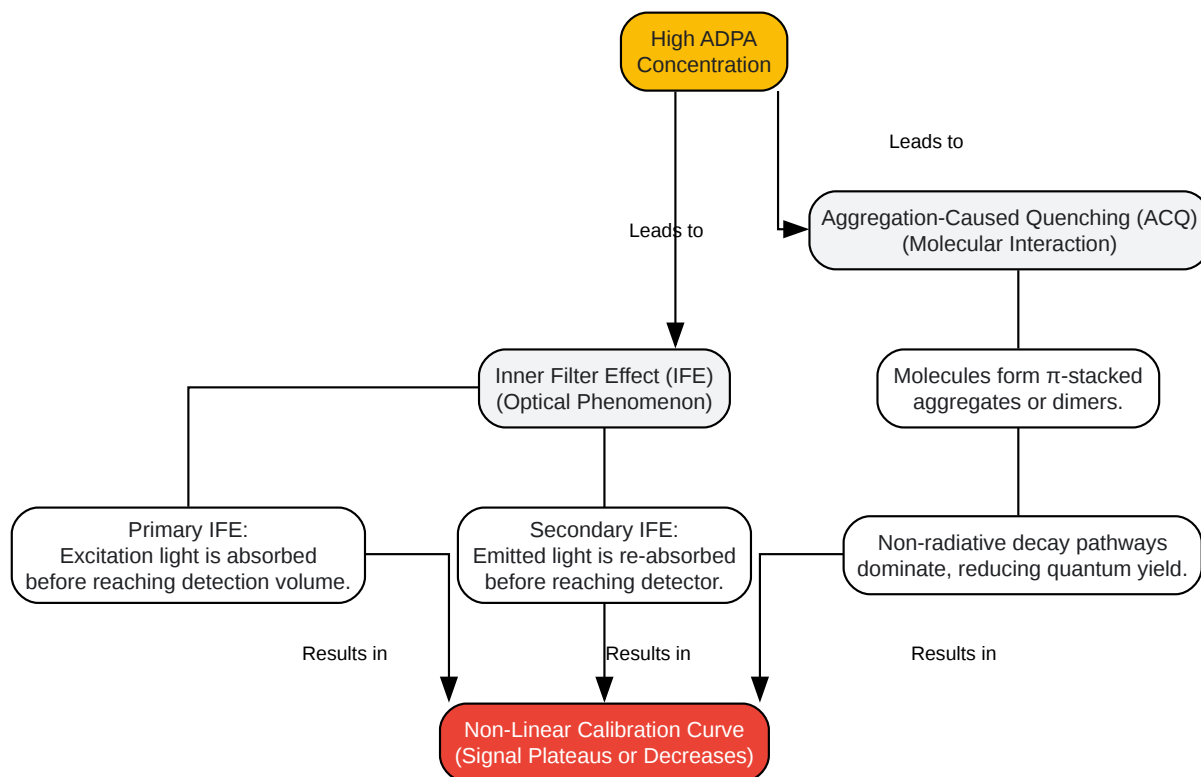 High ADPA
Concentration
Leads to
Aggregation-Caused Quenching (ACQ)
(Molecular Interaction)
Leads to
Inner Filter Effect (IFE)
(Optical Phenomenon)
Molecules form π-stacked
aggregates or dimers.
Primary IFE:
Excitation light is absorbed
before reaching detection volume.
Secondary IFE:
Emitted light is re-absorbed
before reaching detector.
Non-radiative decay pathways
dominate, reducing quantum yield.
Results in
Results in
Results in
Non-Linear Calibration Curve
(Signal Plateaus or Decreases)